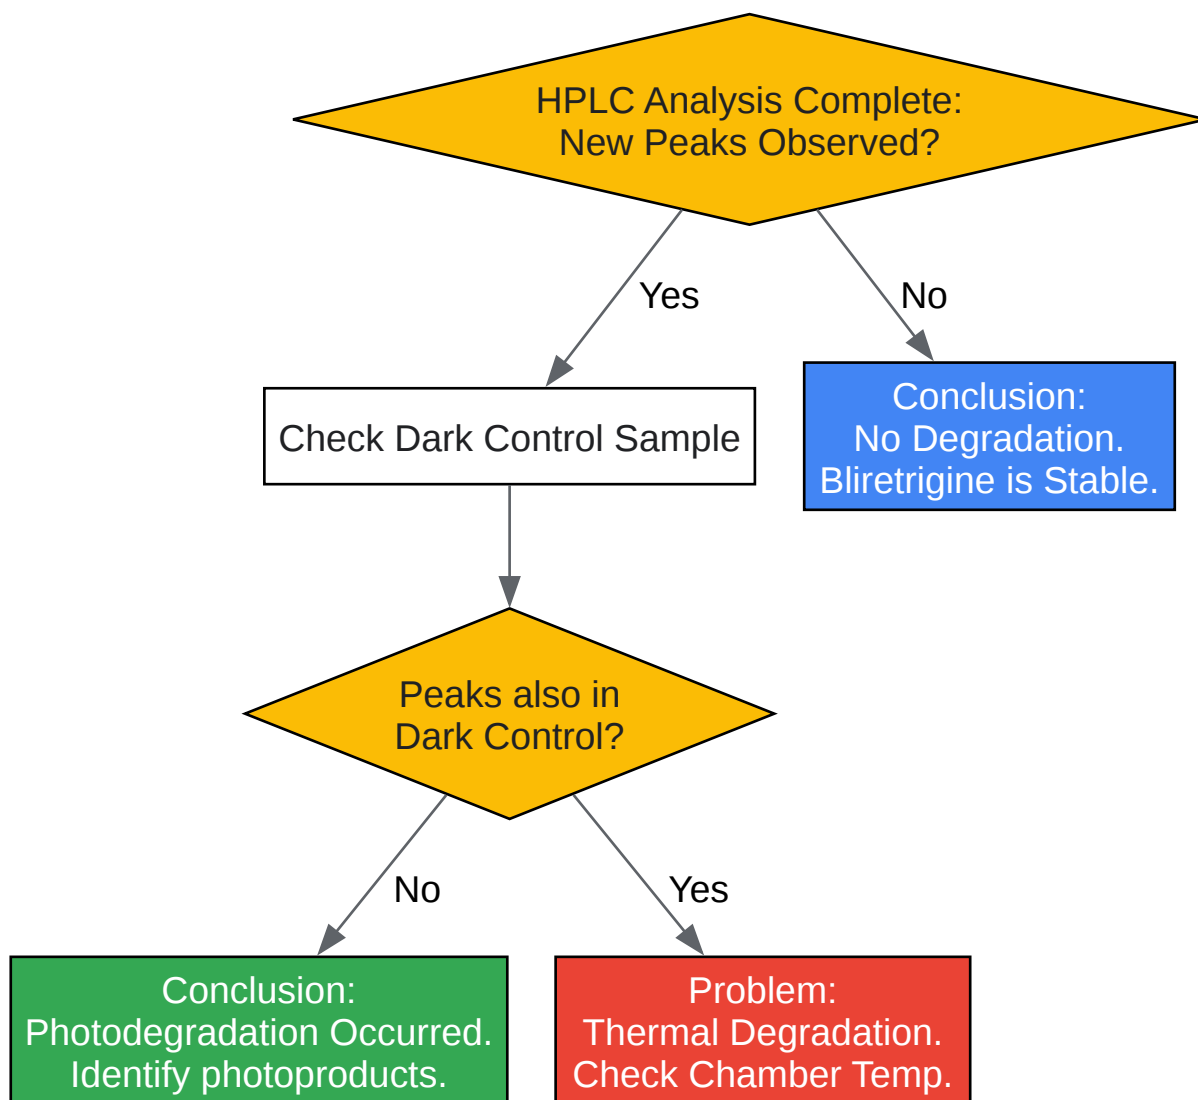 HPLC Analysis Complete:
New Peaks Observed?
Yes
No
Check Dark Control Sample
Conclusion:
No Degradation.
Bliretrigine is Stable.
Peaks also in
Dark Control?
No
Yes
Conclusion:
Photodegradation Occurred.
Identify photoproducts.
Problem:
Thermal Degradation.
Check Chamber Temp.